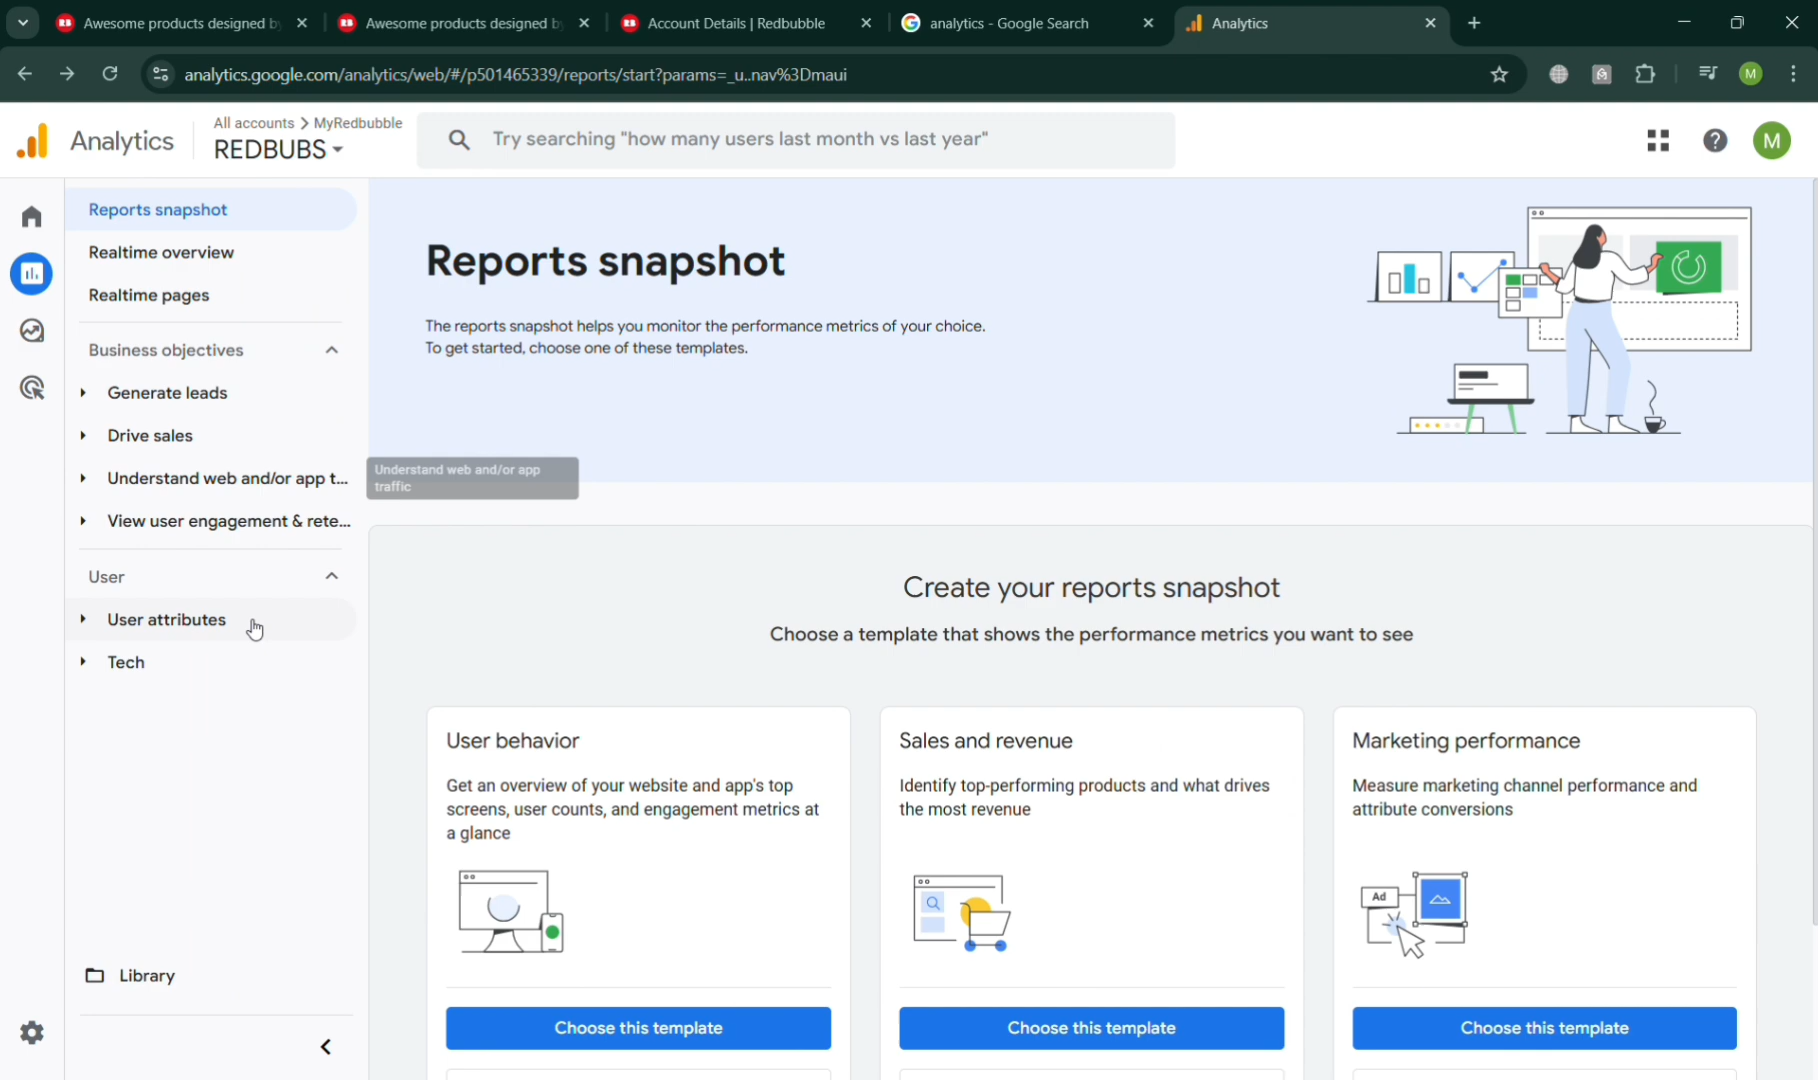 Awesome products designed by
Awesome products designed by
Account Details | Redbubble
analytics - Google Search
Analytics
analytics.google.com/analytics/web/#/p501465339/reports/start?params=_u..nav%3Dmaui
M
Analytics
All accounts > MyRedbubble
REDBUBS
Try searching "how many users last month vs last year"
M
Reports snapshot
Realtime overview
Realtime pages
Business objectives
Generate leads
Drive sales
Understand web and/or app t...
View user engagement & rete...
User
User attributes
Tech
Library
Reports snapshot
The reports snapshot helps you monitor the performance metrics of your choice.
To get started, choose one of these templates.
Understand web and/or app
traffic
Create your reports snapshot
Choose a template that shows the performance metrics you want to see
User behavior
Get an overview of your website and app's top
screens, user counts, and engagement metrics at
a glance
Choose this template
Sales and revenue
Identify top-performing products and what drives
the most revenue
Choose this template
Marketing performance
Measure marketing channel performance and
attribute conversions
Ad
Choose this template